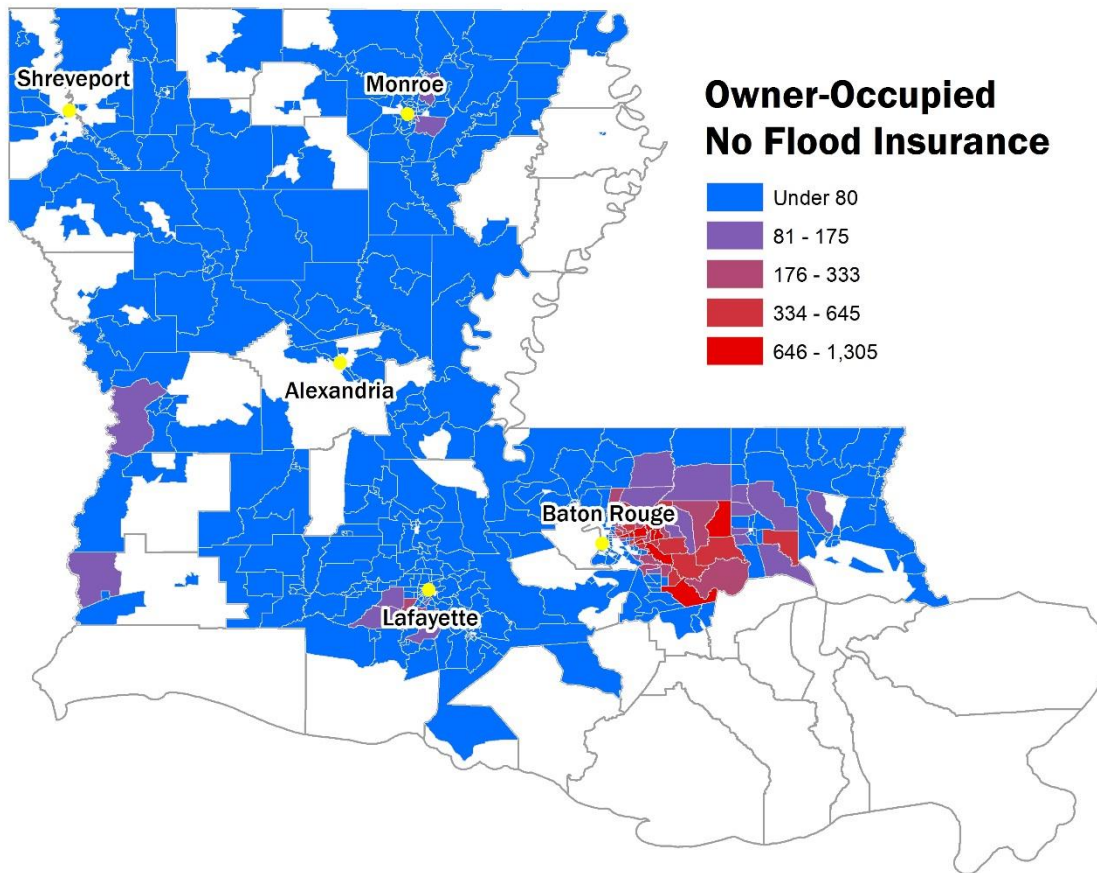 Shreveport
Monroe
Owner-Occupied
No Flood Insurance
Under 80
81 - 175
176 - 333
334 - 645
646 - 1,305
Alexandria
Baton Rouge
Lafayette